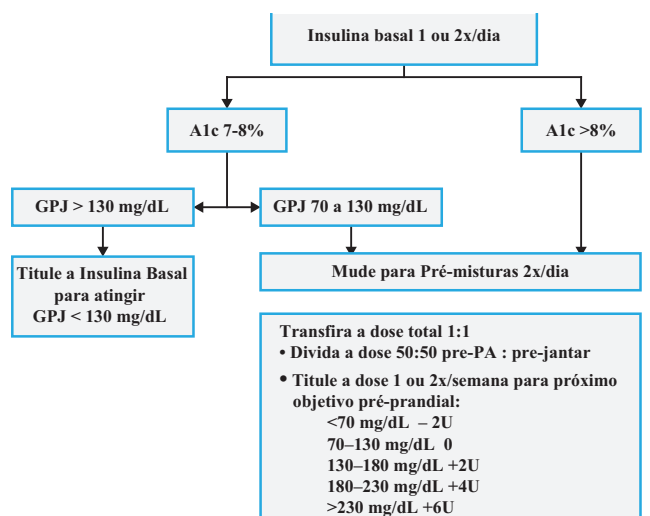 Insulina basal 1 ou 2x/dia
A1c 7-8%
A1c >8%
GPJ > 130 mg/dL
GPJ 70 a 130 mg/dL
Titule a Insulina Basal
para atingir
GPJ < 130 mg/dL
Mude para Pré-misturas 2x/dia
Transfira a dose total 1:1
• Divida a dose 50:50 pre-PA : pre-jantar
• Titule a dose 1 ou 2x/semana para próximo
objetivo pré-prandial:
<70 mg/dL – 2U
70–130 mg/dL 0
130–180 mg/dL +2U
180–230 mg/dL +4U
>230 mg/dL +6U